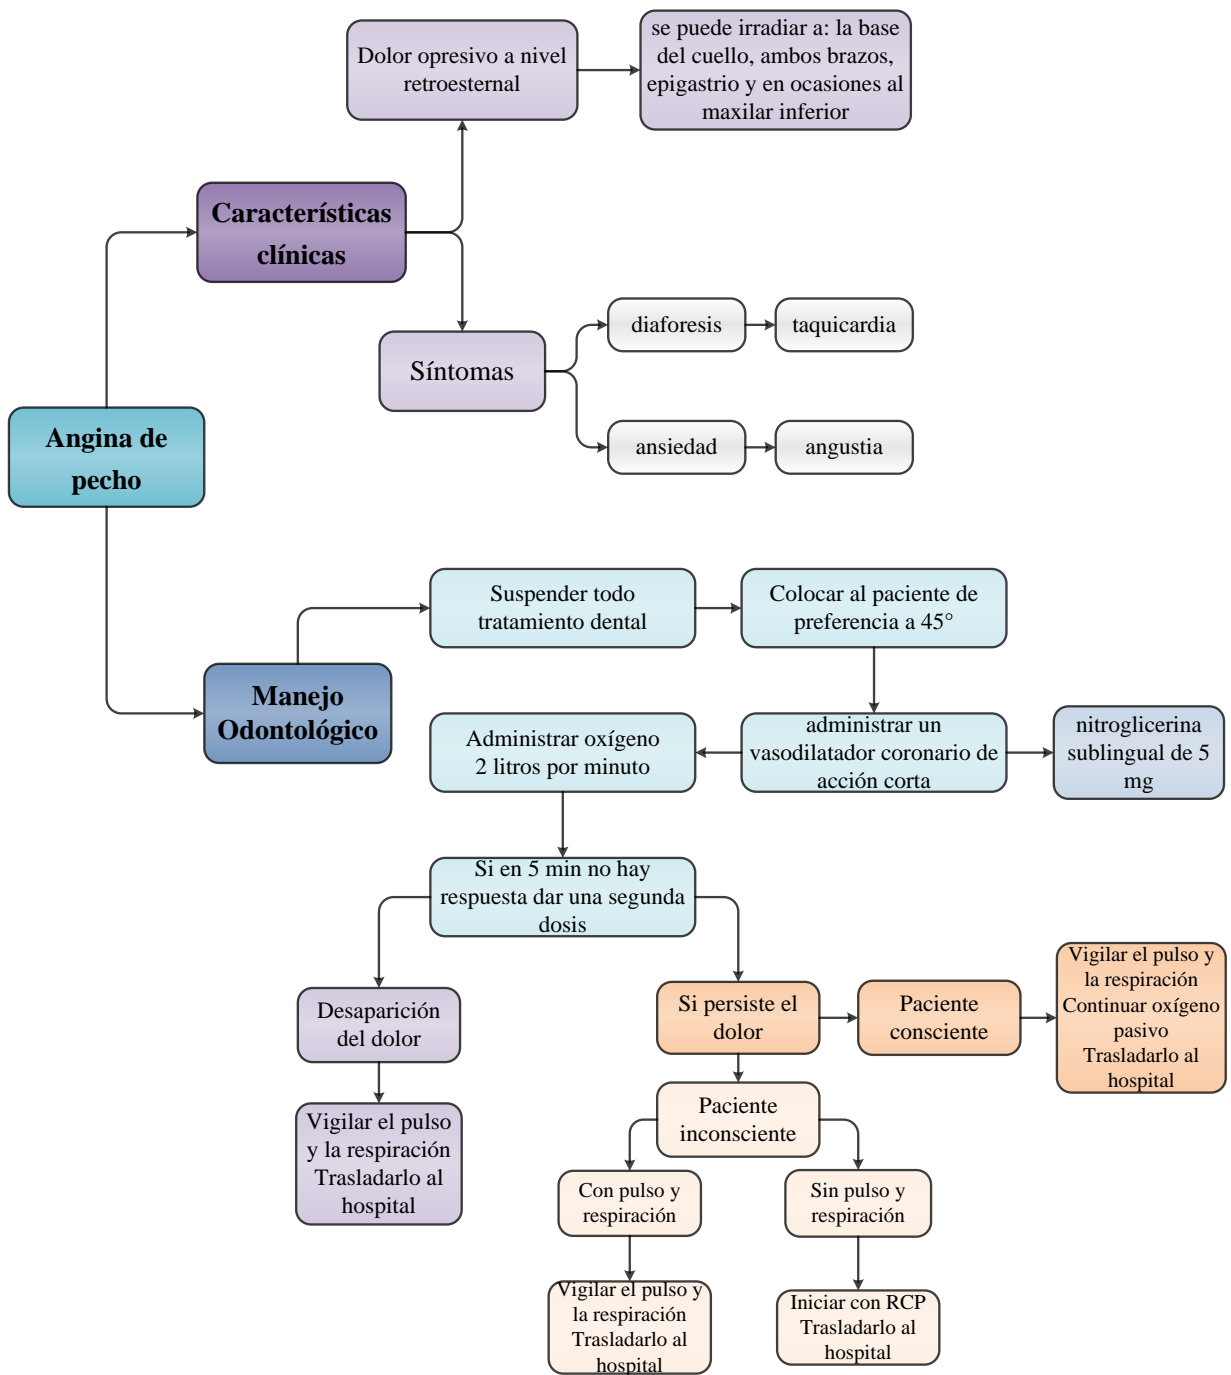 Dolor opresivo a nivel
retroesternal
se puede irradiar a: la base
del cuello, ambos brazos,
epigastrio y en ocasiones al
maxilar inferior
Características
clínicas
Síntomas
diaforesis
taquicardia
ansiedad
angustia
Angina de
pecho
Manejo
Odontológico
Suspender todo
tratamiento dental
Colocar al paciente de
preferencia a 45°
administrar un
vasodilatador coronario de
acción corta
nitroglicerina
sublingual de 5
mg
Administrar oxígeno
2 litros por minuto
Si en 5 min no hay
respuesta dar una segunda
dosis
Desaparición
del dolor
Vigilar el pulso
y la respiración
Trasladarlo al
hospital
Si persiste el
dolor
Paciente
consciente
Vigilar el pulso y
la respiración
Continuar oxígeno
pasivo
Trasladarlo al
hospital
Paciente
inconsciente
Con pulso y
respiración
Sin pulso y
respiración
Vigilar el pulso y
la respiración
Trasladarlo al
hospital
Iniciar con RCP
Trasladarlo al
hospital